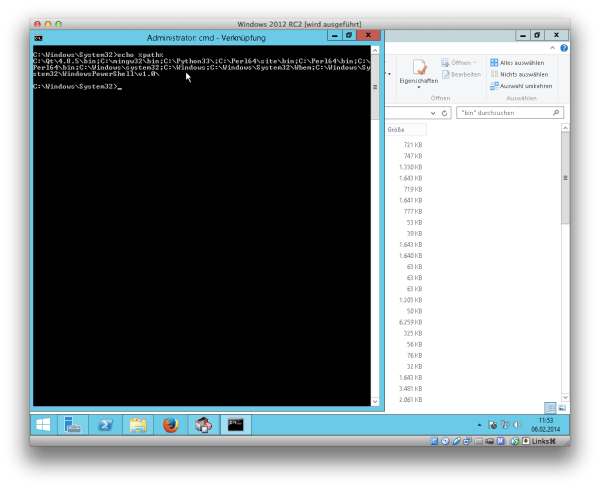 Windows 2012 RC2 [wird ausgeführt]
Administrator: cmd - Verknüpfung
C:\Windows\System32>echo %path%
C:\Qt\4.8.5\bin;C:\mingw32\bin;C:\Python33\;C:\Perl64\site\bin;C:\Perl64\bin;C:\
Perl64\bin;C:\Windows\system32;C:\Windows;C:\Windows\System32\Wbem;C:\Windows\Sy
stem32\WindowsPowerShell\v1.0\
C:\Windows\System32>_
Eigenschaften
Öffnen
Bearbeiten
Öffnen
Alles auswählen
Nichts auswählen
Auswahl umkehren
Auswählen
"bin" durchsuchen
Größe
721 KB
747 KB
1.330 KB
1.643 KB
719 KB
1.641 KB
777 KB
53 KB
39 KB
1.643 KB
1.640 KB
63 KB
63 KB
63 KB
1.203 KB
50 KB
6.259 KB
325 KB
56 KB
76 KB
32 KB
1.643 KB
3.481 KB
2.061 KB
11:53
06.02.2014
Links⌘